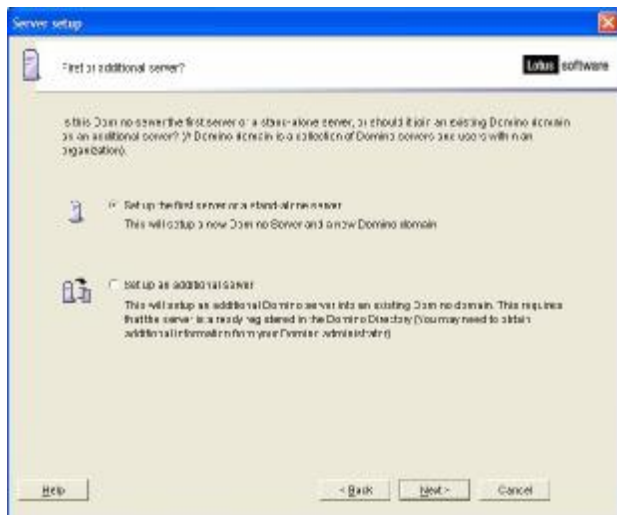 Server setup
First or additional server?
Lotus software
Is this Domino server the first server or a stand-alone server, or should it join an existing Domino domain
as an additional server? (A Domino domain is a collection of Domino servers and users within an
organization).
Set up the first server or a stand-alone server
This will setup a new Domino Server and a new Domino domain
Set up an additional server
This will setup an additional Domino server into an existing Domino domain. This requires
that the server is already registered in the Domino Directory (You may need to obtain
additional information from your Domino administrator)
Help
< Back
Next >
Cancel